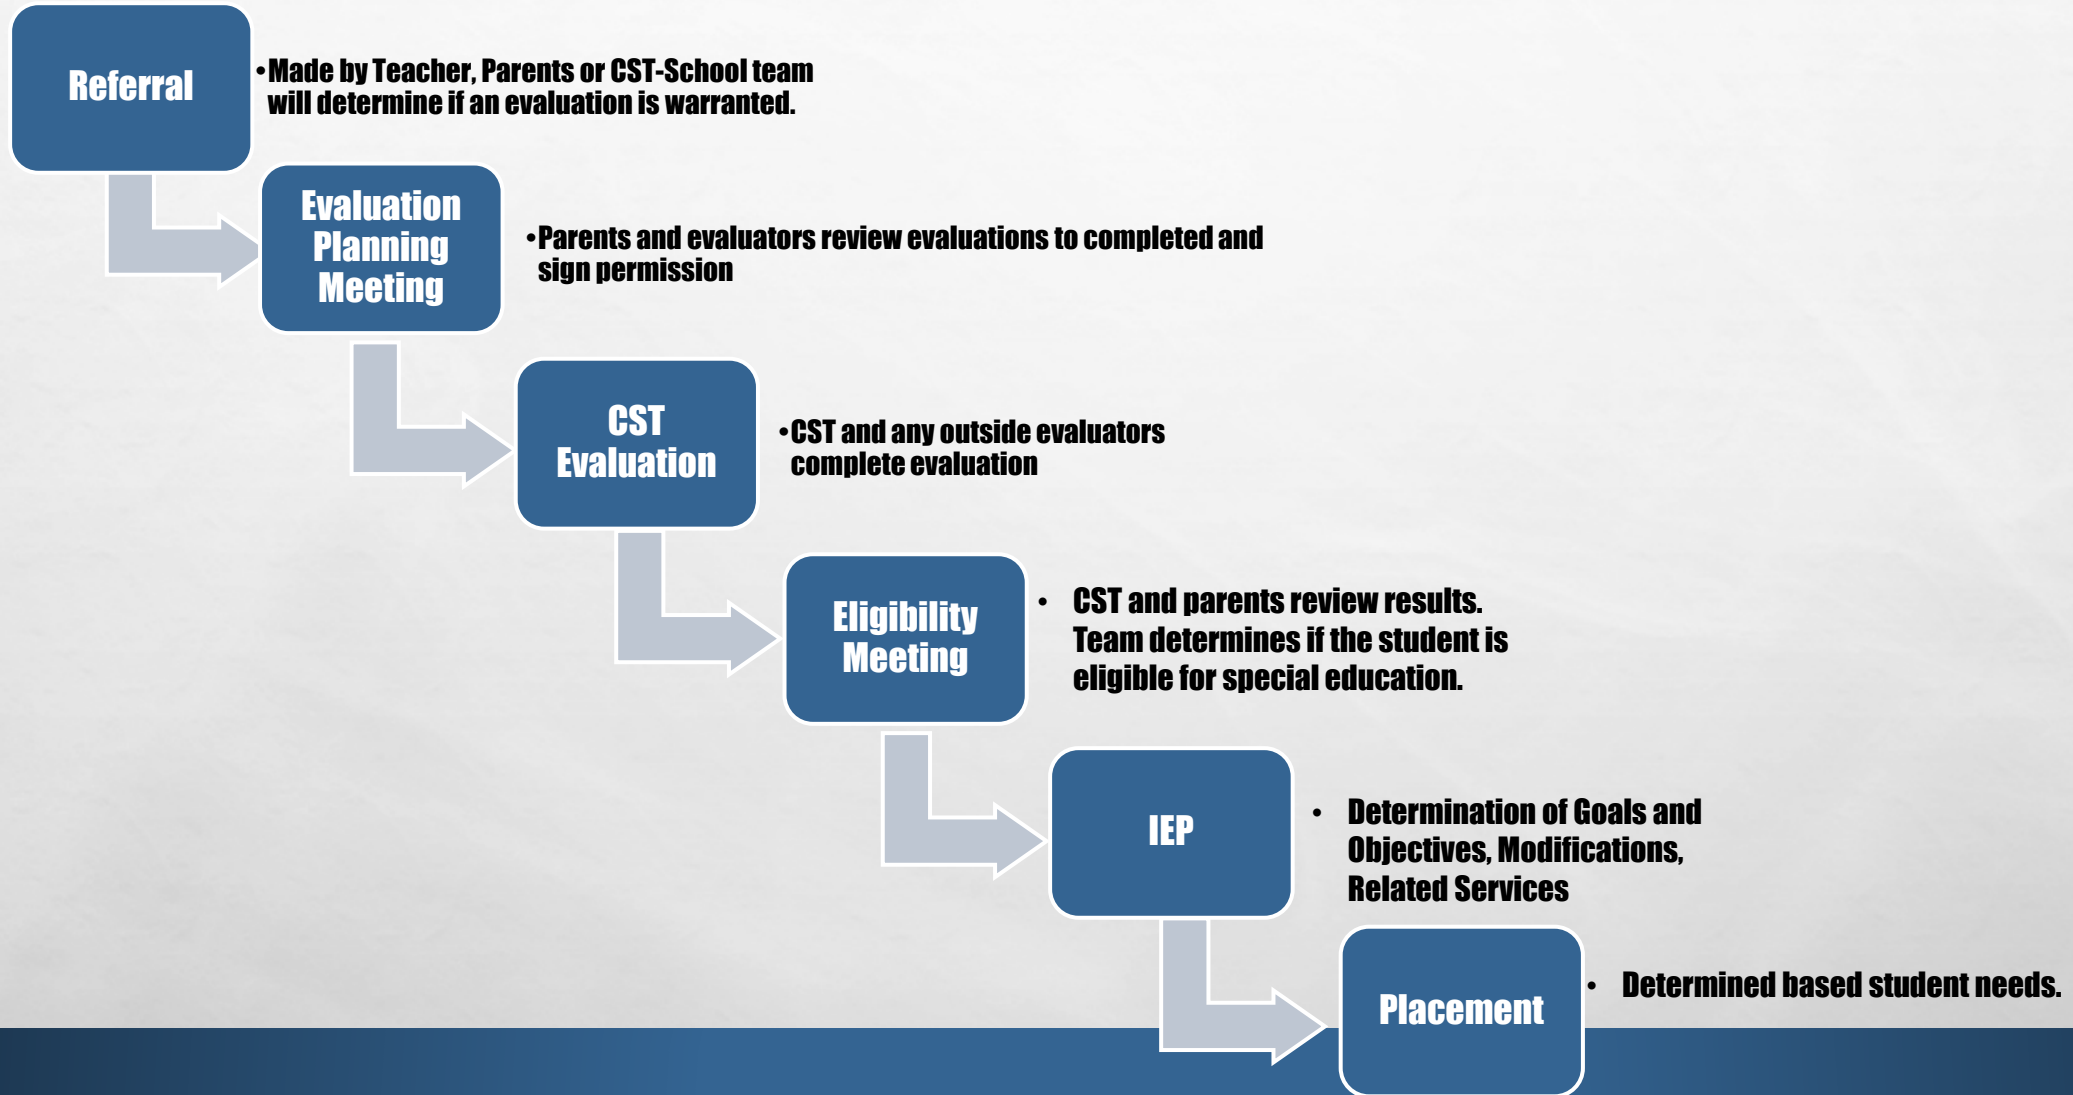 Referral
•Made by Teacher, Parents or CST-School team
will determine if an evaluation is warranted.
Evaluation
Planning
Meeting
•Parents and evaluators review evaluations to completed and
sign permission
CST
Evaluation
•CST and any outside evaluators
complete evaluation
Eligibility
Meeting
• CST and parents review results.
Team determines if the student is
eligible for special education.
IEP
• Determination of Goals and
Objectives, Modifications,
Related Services
Placement
• Determined based student needs.